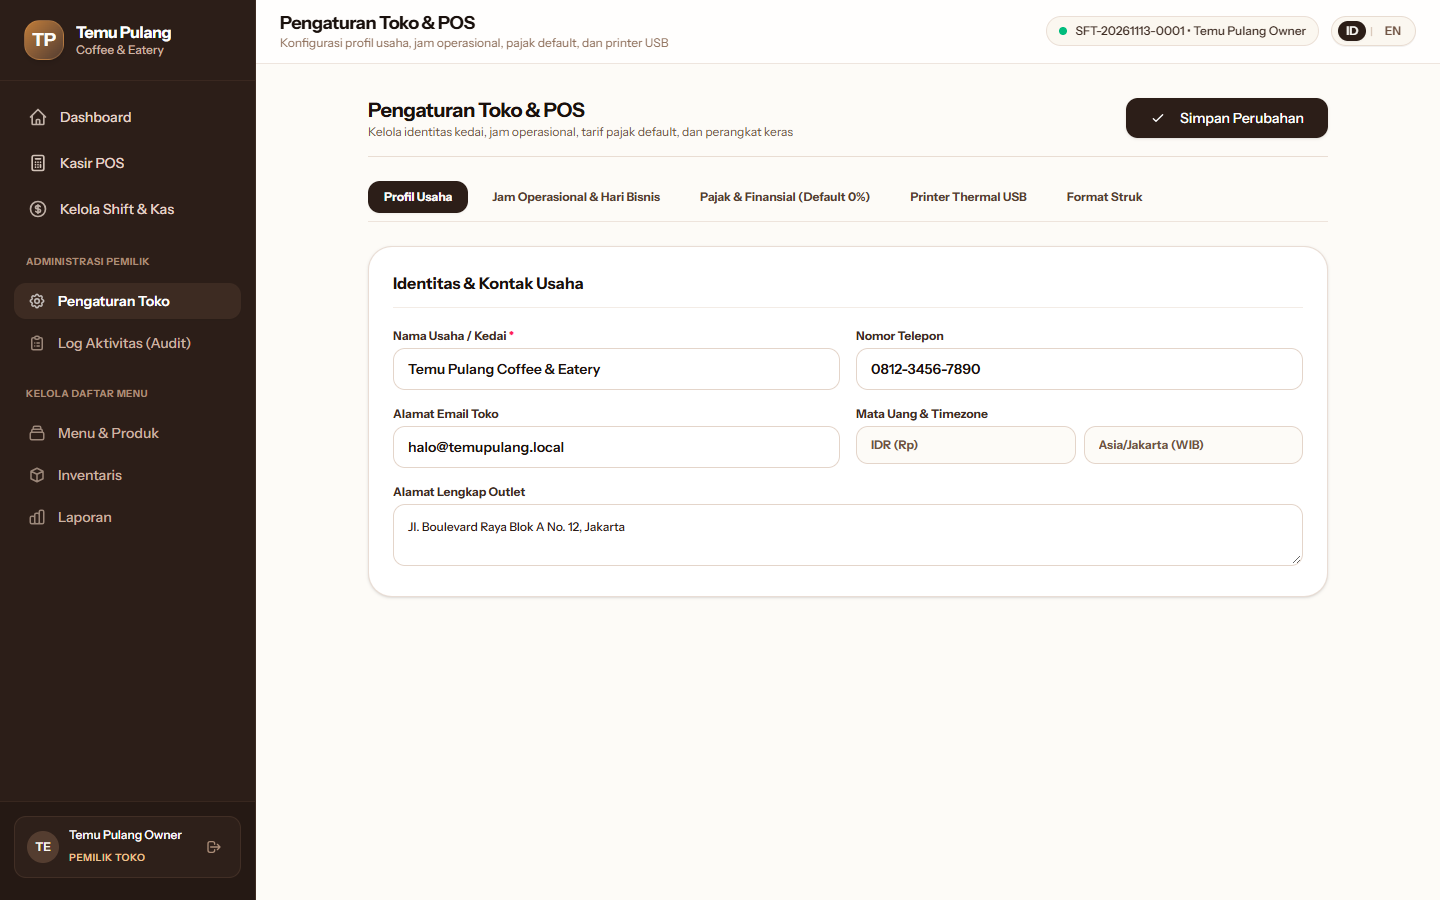 TP
Temu Pulang
Coffee & Eatery
Dashboard
Kasir POS
Kelola Shift & Kas
ADMINISTRASI PEMILIK
Pengaturan Toko
Log Aktivitas (Audit)
KELOLA DAFTAR MENU
Menu & Produk
Inventaris
Laporan
TE
Temu Pulang Owner
PEMILIK TOKO
Pengaturan Toko & POS
Konfigurasi profil usaha, jam operasional, pajak default, dan printer USB
SFT-20261113-0001 • Temu Pulang Owner
ID | EN
Pengaturan Toko & POS
Kelola identitas kedai, jam operasional, tarif pajak default, dan perangkat keras
Simpan Perubahan
Profil Usaha
Jam Operasional & Hari Bisnis
Pajak & Finansial (Default 0%)
Printer Thermal USB
Format Struk
Identitas & Kontak Usaha
Nama Usaha / Kedai *
Temu Pulang Coffee & Eatery
Nomor Telepon
0812-3456-7890
Alamat Email Toko
halo@temupulang.local
Mata Uang & Timezone
IDR (Rp)
Asia/Jakarta (WIB)
Alamat Lengkap Outlet
Jl. Boulevard Raya Blok A No. 12, Jakarta